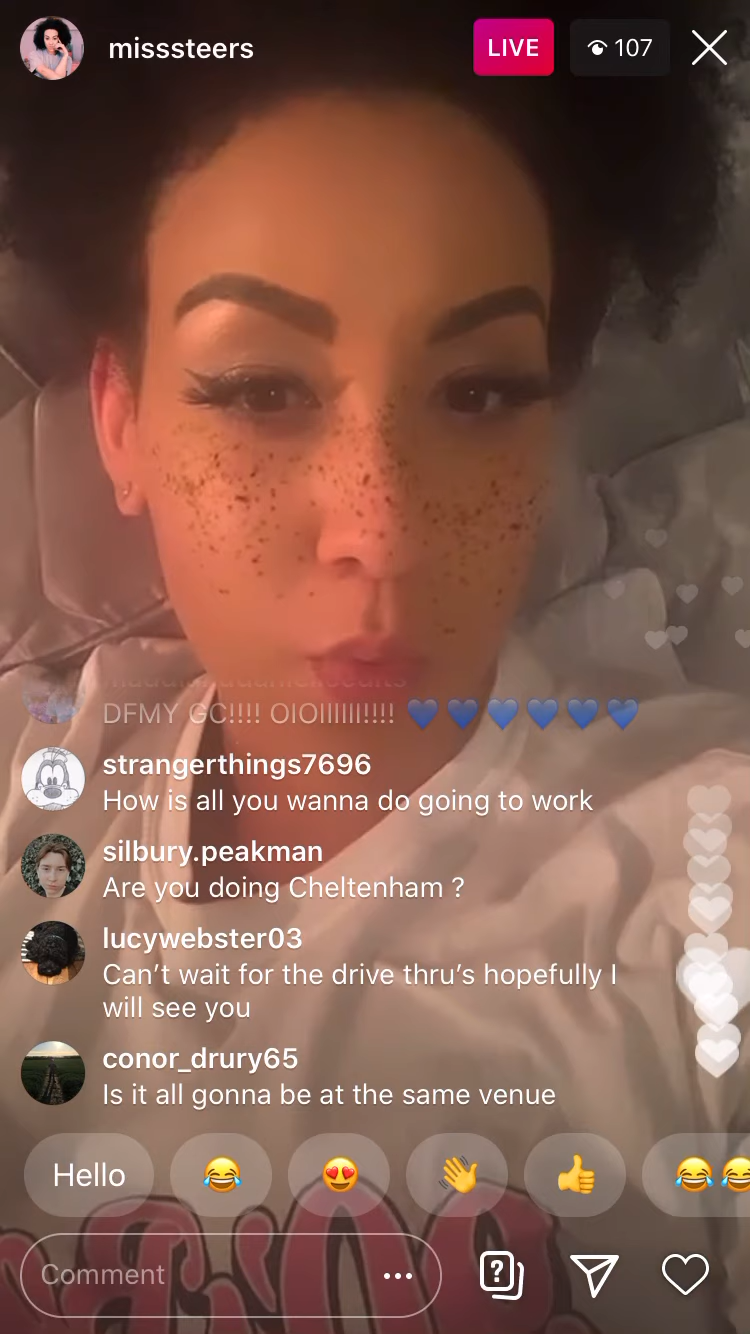 misssteers
LIVE
107
DFMY GC!!!! OIOIIIIII!!!! 💙 💙 💙 💙 💙 💙
strangerthings7696
How is all you wanna do going to work
silbury.peakman
Are you doing Cheltenham ?
lucywebster03
Can’t wait for the drive thru’s hopefully I
will see you
conor_drury65
Is it all gonna be at the same venue
Hello 😂 😍 👋 👍 😂😂
Comment